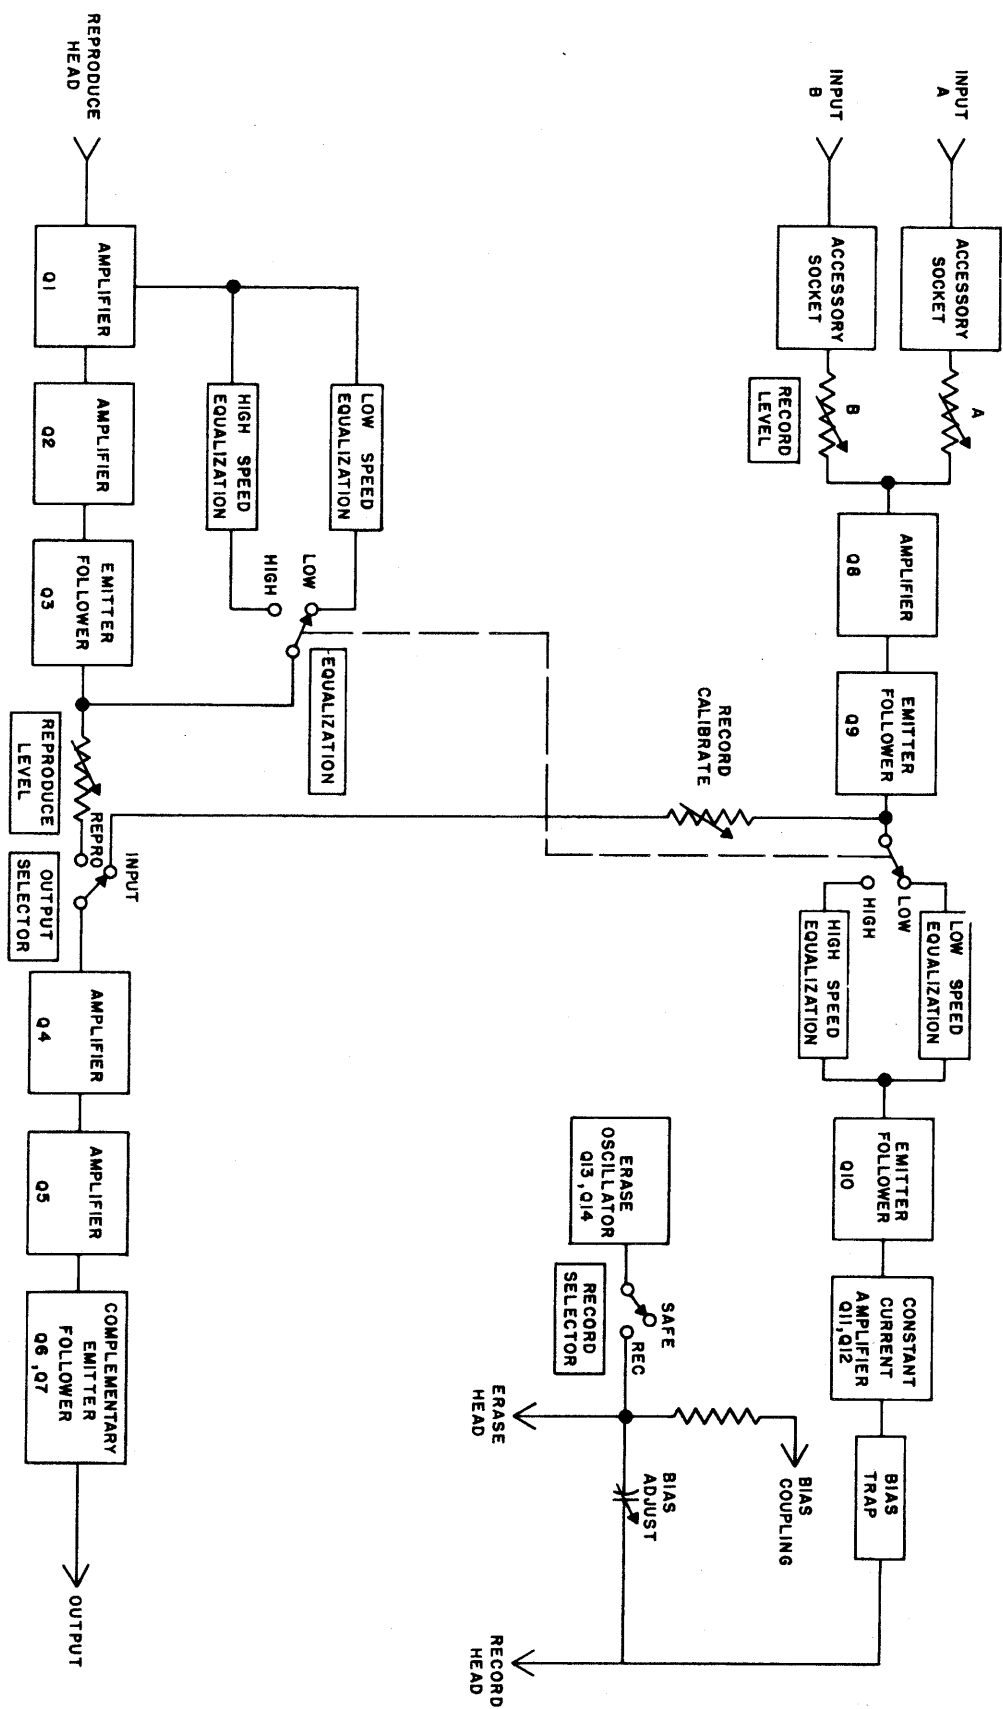 INPUT
A
ACCESSORY
SOCKET
A
INPUT
B
ACCESSORY
SOCKET
B
RECORD
LEVEL
AMPLIFIER
Q8
EMITTER
FOLLOWER
Q9
LOW
HIGH
LOW SPEED
EQUALIZATION
HIGH SPEED
EQUALIZATION
EMITTER
FOLLOWER
Q10
CONSTANT
CURRENT
AMPLIFIER
Q11,Q12
BIAS
TRAP
RECORD
CALIBRATE
BIAS
COUPLING
ERASE
OSCILLATOR
Q13,Q14
SAFE
REC
RECORD
SELECTOR
BIAS
ADJUST
ERASE
HEAD
RECORD
HEAD
LOW SPEED
EQUALIZATION
HIGH SPEED
EQUALIZATION
LOW
HIGH
EQUALIZATION
REPRODUCE
HEAD
AMPLIFIER
Q1
AMPLIFIER
Q2
EMITTER
FOLLOWER
Q3
REPRODUCE
LEVEL
INPUT
REPRO
OUTPUT
SELECTOR
AMPLIFIER
Q4
AMPLIFIER
Q5
COMPLEMENTARY
EMITTER
FOLLOWER
Q6,Q7
OUTPUT